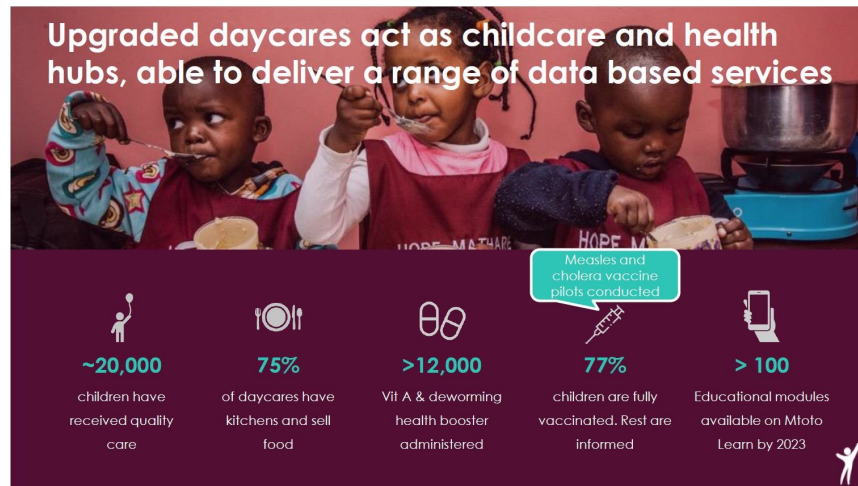 Upgraded daycares act as childcare and health
hubs, able to deliver a range of data based services
HOPE MATHARE
HOPE M
Measles and
cholera vaccine
pilots conducted
~20,000
children have
received quality
care
75%
of daycares have
kitchens and sell
food
>12,000
Vit A & deworming
health booster
administered
77%
children are fully
vaccinated. Rest are
informed
> 100
Educational modules
available on Mtoto
Learn by 2023